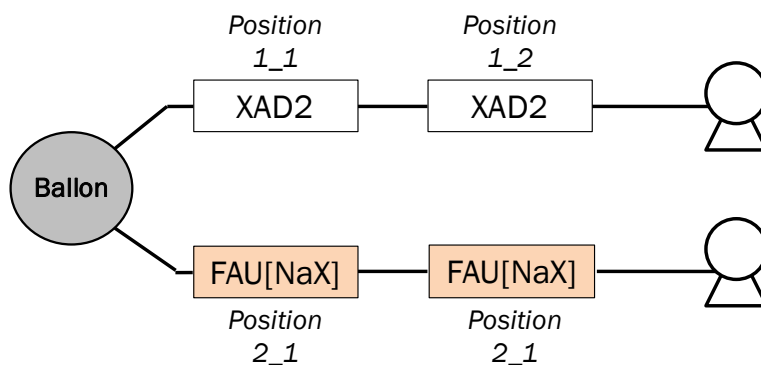 Position
1_1
Position
1_2
XAD2
XAD2
Ballon
FAU[NaX]
FAU[NaX]
Position
2_1
Position
2_1